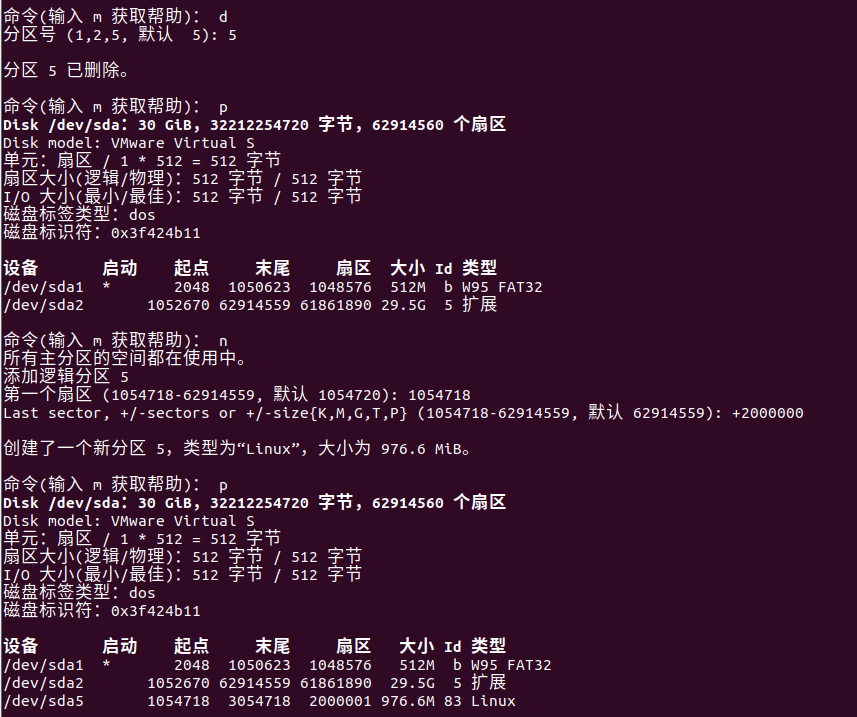 命令(输入 m 获取帮助)： d
分区号 (1,2,5, 默认  5): 5
分区 5 已删除。
命令(输入 m 获取帮助)： p
Disk /dev/sda：30 GiB，32212254720 字节，62914560 个扇区
Disk model: VMware Virtual S
单元：扇区 / 1 * 512 = 512 字节
扇区大小(逻辑/物理)：512 字节 / 512 字节
I/O 大小(最小/最佳)：512 字节 / 512 字节
磁盘标签类型：dos
磁盘标识符：0x3f424b11
设备 启动 起点 末尾 扇区 大小 Id 类型
/dev/sda1 * 2048 1050623 1048576 512M b W95 FAT32
/dev/sda2 1052670 62914559 61861890 29.5G 5 扩展
命令(输入 m 获取帮助)： n
所有主分区的空间都在使用中。
添加逻辑分区 5
第一个扇区 (1054718-62914559, 默认 1054720): 1054718
Last sector, +/-sectors or +/-size{K,M,G,T,P} (1054718-62914559, 默认 62914559): +2000000
创建了一个新分区 5，类型为“Linux”，大小为 976.6 MiB。
命令(输入 m 获取帮助)： p
Disk /dev/sda：30 GiB，32212254720 字节，62914560 个扇区
Disk model: VMware Virtual S
单元：扇区 / 1 * 512 = 512 字节
扇区大小(逻辑/物理)：512 字节 / 512 字节
I/O 大小(最小/最佳)：512 字节 / 512 字节
磁盘标签类型：dos
磁盘标识符：0x3f424b11
设备 启动 起点 末尾 扇区 大小 Id 类型
/dev/sda1 * 2048 1050623 1048576 512M b W95 FAT32
/dev/sda2 1052670 62914559 61861890 29.5G 5 扩展
/dev/sda5 1054718 3054718 2000001 976.6M 83 Linux